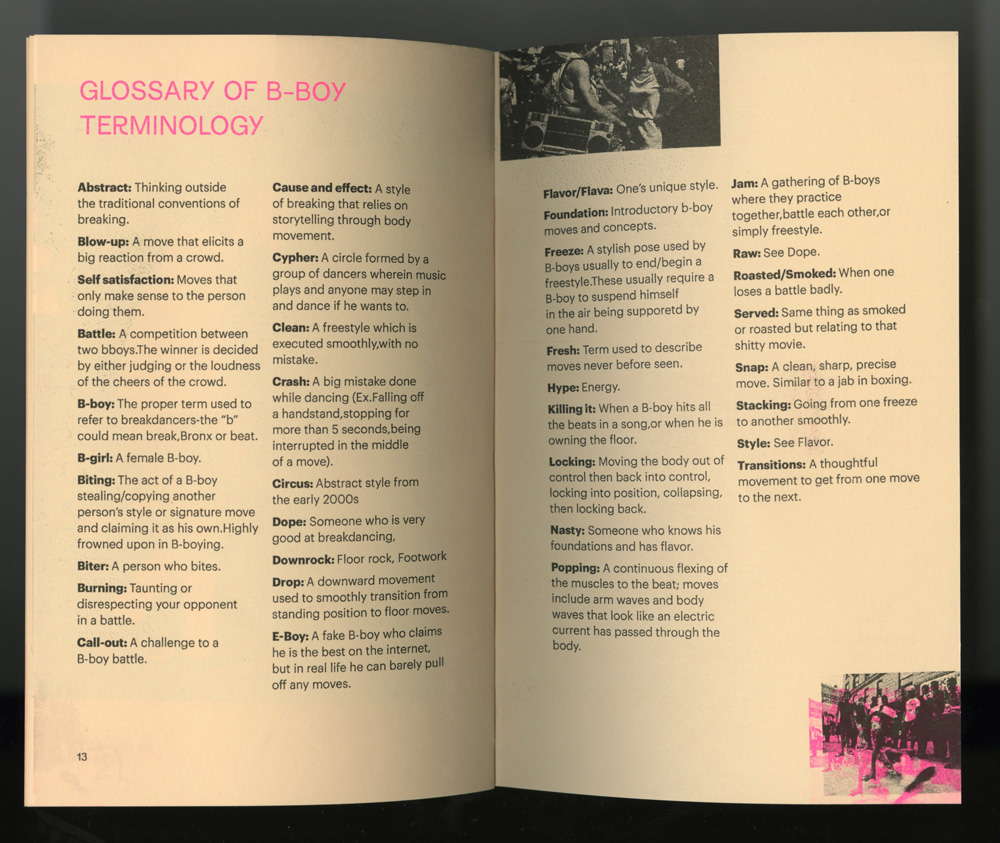 GLOSSARY OF B-BOY
TERMINOLOGY
Abstract: Thinking outside
the traditional conventions of
breaking.
Blow-up: A move that elicits a
big reaction from a crowd.
Self satisfaction: Moves that
only make sense to the person
doing them.
Battle: A competition between
two bboys.The winner is decided
by either judging or the loudness
of the cheers of the crowd.
B-boy: The proper term used to
refer to breakdancers-the “b”
could mean break,Bronx or beat.
B-girl: A female B-boy.
Biting: The act of a B-boy
stealing/copying another
person’s style or signature move
and claiming it as his own.Highly
frowned upon in B-boying.
Biter: A person who bites.
Burning: Taunting or
disrespecting your opponent
in a battle.
Call-out: A challenge to a
B-boy battle.
13
Cause and effect: A style
of breaking that relies on
storytelling through body
movement.
Cypher: A circle formed by a
group of dancers wherein music
plays and anyone may step in
and dance if he wants to.
Clean: A freestyle which is
executed smoothly,with no
mistake.
Crash: A big mistake done
while dancing (Ex.Falling off
a handstand,stopping for
more than 5 seconds,being
interrupted in the middle
of a move).
Circus: Abstract style from
the early 2000s
Dope: Someone who is very
good at breakdancing,
Downrock: Floor rock, Footwork
Drop: A downward movement
used to smoothly transition from
standing position to floor moves.
E-Boy: A fake B-boy who claims
he is the best on the internet,
but in real life he can barely pull
off any moves.
Flavor/Flava: One’s unique style.
Foundation: Introductory b-boy
moves and concepts.
Freeze: A stylish pose used by
B-boys usually to end/begin a
freestyle.These usually require a
B-boy to suspend himself
in the air being supporetd by
one hand.
Fresh: Term used to describe
moves never before seen.
Hype: Energy.
Killing it: When a B-boy hits all
the beats in a song,or when he is
owning the floor.
Locking: Moving the body out of
control then back into control,
locking into position, collapsing,
then locking back.
Nasty: Someone who knows his
foundations and has flavor.
Popping: A continuous flexing of
the muscles to the beat; moves
include arm waves and body
waves that look like an electric
current has passed through the
body.
Jam: A gathering of B-boys
where they practice
together,battle each other,or
simply freestyle.
Raw: See Dope.
Roasted/Smoked: When one
loses a battle badly.
Served: Same thing as smoked
or roasted but relating to that
shitty movie.
Snap: A clean, sharp, precise
move. Similar to a jab in boxing.
Stacking: Going from one freeze
to another smoothly.
Style: See Flavor.
Transitions: A thoughtful
movement to get from one move
to the next.